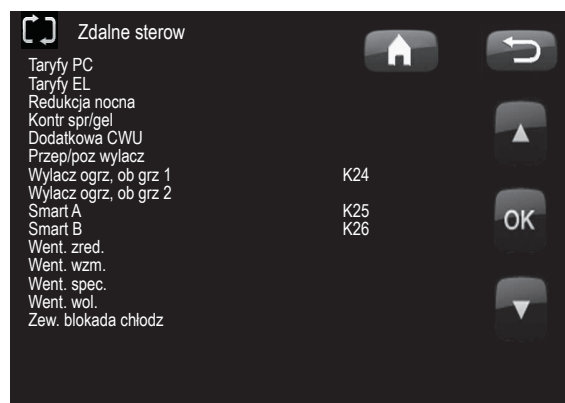 Zdalne sterow
Taryfy PC
Taryfy EL
Redukcja nocna
Kontr spr/gel
Dodatkowa CWU
Przep/poz wylacz
Wylacz ogrz, ob grz 1 K24
Wylacz ogrz, ob grz 2
Smart A K25
Smart B K26
OK
Went. zred.
Went. wzm.
Went. spec.
Went. wol.
Zew. blokada chłodz